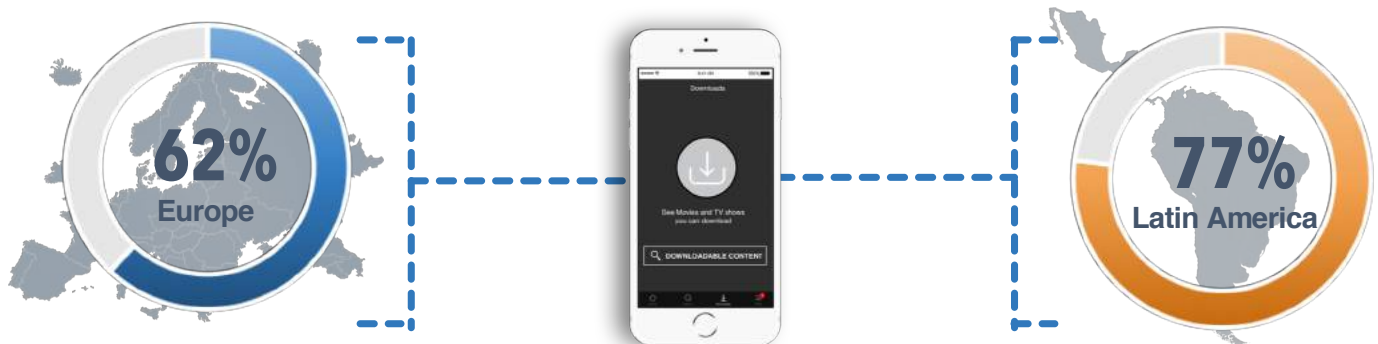 62%
Europe
Downloads
See Movies and TV shows
you can download
DOWNLOADABLE CONTENT
77%
Latin America